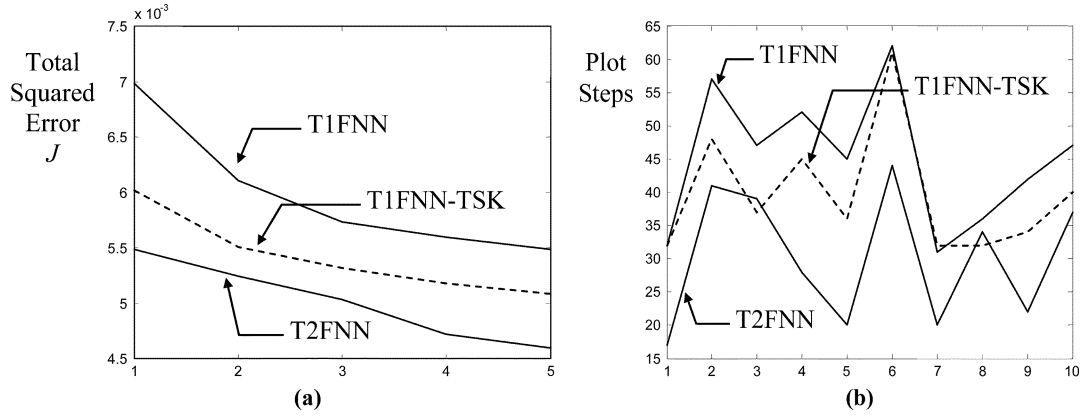 × 10⁻³
7.5
7
6.5
6
5.5
5
4.5
1 2 3 4 5
Total
Squared
Error
J
T1FNN
T1FNN-TSK
T2FNN
(a)
65
60
55
50
45
40
35
30
25
20
15
1 2 3 4 5 6 7 8 9 10
Plot
Steps
T1FNN
T1FNN-TSK
T2FNN
(b)